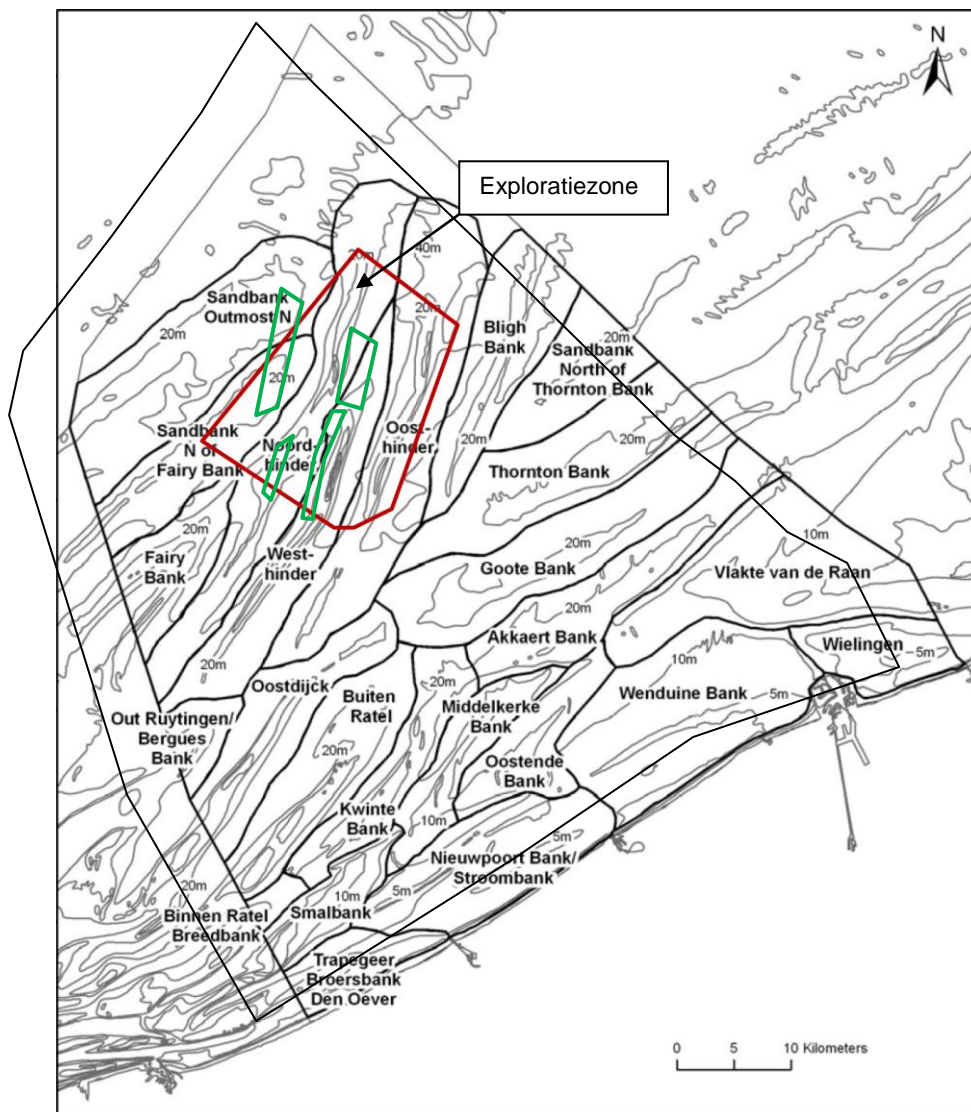 N
Exploratiezone
40m
20m
Sandbank
Outmost N
20m
20m
Bligh
Bank
20m
Sandbank
North of
Thornton Bank
20m
Sandbank
N of
Fairy Bank
Noord-
hinder
Oost-
hinder
20m
20m
Thornton Bank
20m
Fairy
Bank
West-
hinder
20m
Goote Bank
10m
Vlakte van de Raan
20m
Akkaert Bank
Wielingen
5m
10m
20m
Oostdijck
Buiten
Ratel
20m
Wenduine Bank
5m
Middelkerke
Bank
Out Ruytingen/
Bergues
Bank
20m
Oostende
Bank
Kwinte
Bank
10m
5m
Nieuwpoort Bank/
Stroombank
20m
10m
5m
Binnen Ratel
Breedbank
Smalbank
Trapegeer
Broersbank
Den Oever
0 5 10 Kilometers